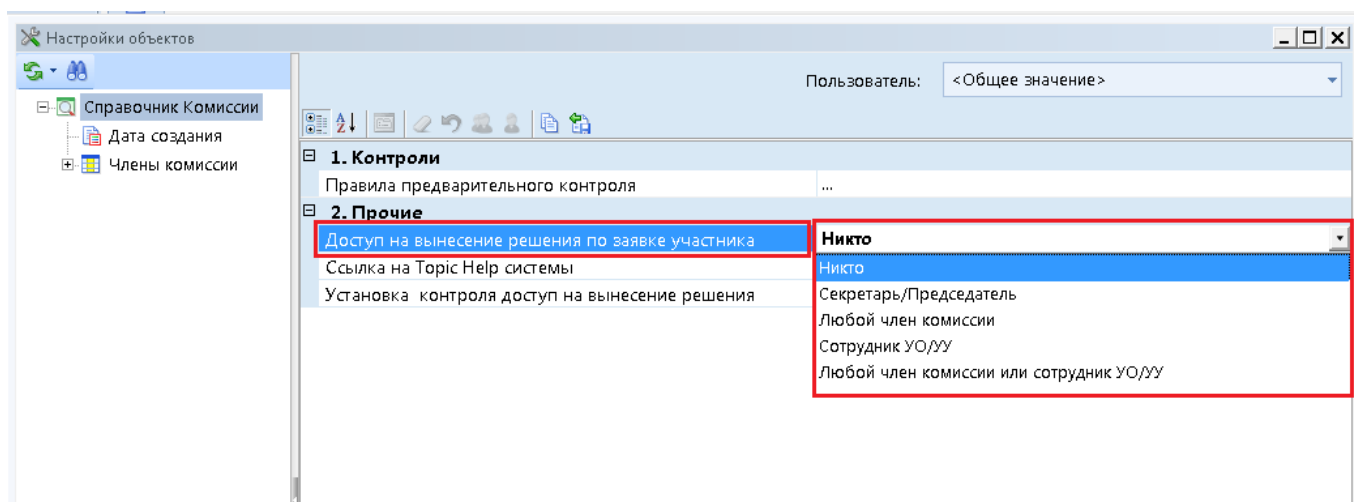 Настройки объектов
Пользователь: <Общее значение>
Справочник Комиссии
Дата создания
Члены комиссии
1. Контроли
Правила предварительного контроля ...
2. Прочие
Доступ на вынесение решения по заявке участника Никто
Ссылка на Topic Help системы Никто
Установка контроля доступ на вынесение решения Секретарь/Председатель
Любой член комиссии
Сотрудник УО/УУ
Любой член комиссии или сотрудник УО/УУ